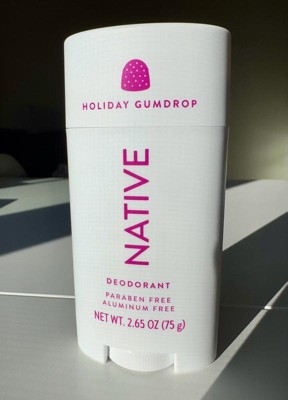 HOLIDAY GUMDROP
NATIVE
DEODORANT
PARABEN FREE
ALUMINUM FREE
NET WT. 2.65 OZ (75 g)